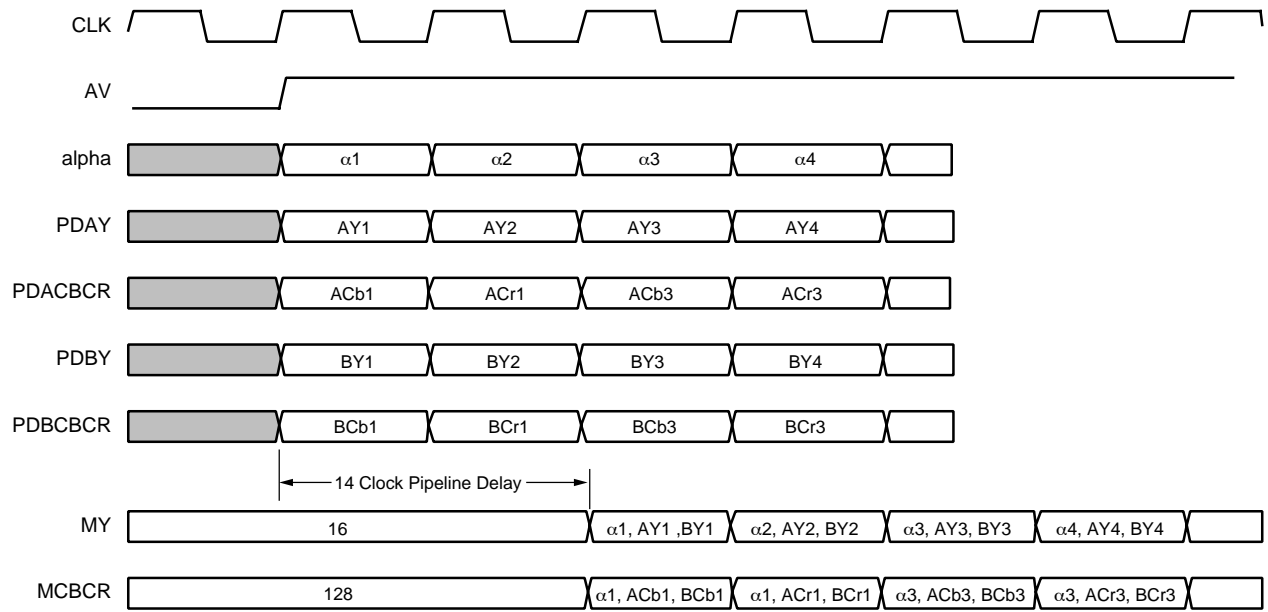 CLK
AV
alpha α1 α2 α3 α4
PDAY AY1 AY2 AY3 AY4
PDACBCR ACb1 ACr1 ACb3 ACr3
PDBY BY1 BY2 BY3 BY4
PDBCBCR BCb1 BCr1 BCb3 BCr3
14 Clock Pipeline Delay
MY 16 α1, AY1 ,BY1 α2, AY2, BY2 α3, AY3, BY3 α4, AY4, BY4
MCBCR 128 α1, ACb1, BCb1 α1, ACr1, BCr1 α3, ACb3, BCb3 α3, ACr3, BCr3